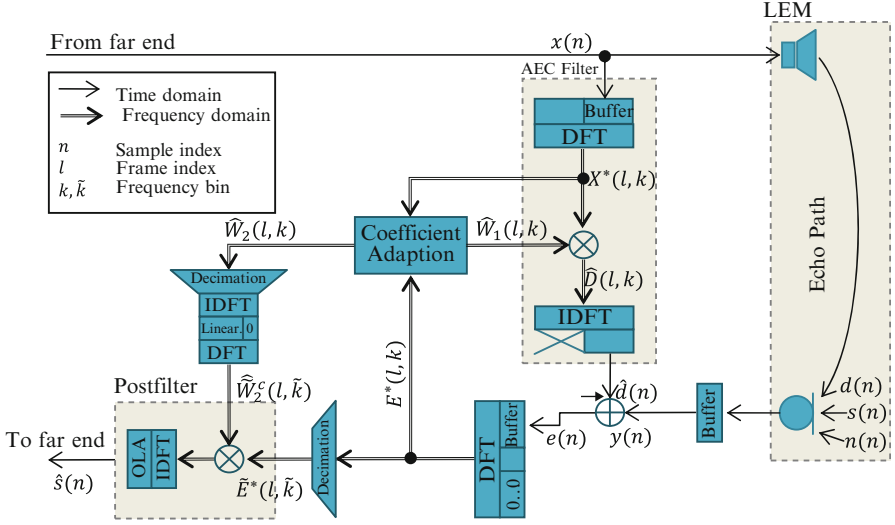 LEM
From far end
x(n)
AEC Filter
Time domain
Frequency domain
n Sample index
l Frame index
k, k̃ Frequency bin
Buffer
DFT
X*(l, k)
Ŵ₂(l, k)
Coefficient
Adaption
Ŵ₁(l, k)
Echo Path
Decimation
IDFT
Linear. 0
DFT
D̂(l, k)
IDFT
E*(l, k)
Postfilter
Ŵ̃₂ᶜ(l, k̃)
d̂(n)
Buffer
d(n)
s(n)
n(n)
To far end
ŝ(n)
OLA
IDFT
Ẽ*(l, k̃)
Decimation
DFT
Buffer
0..0
e(n)
y(n)